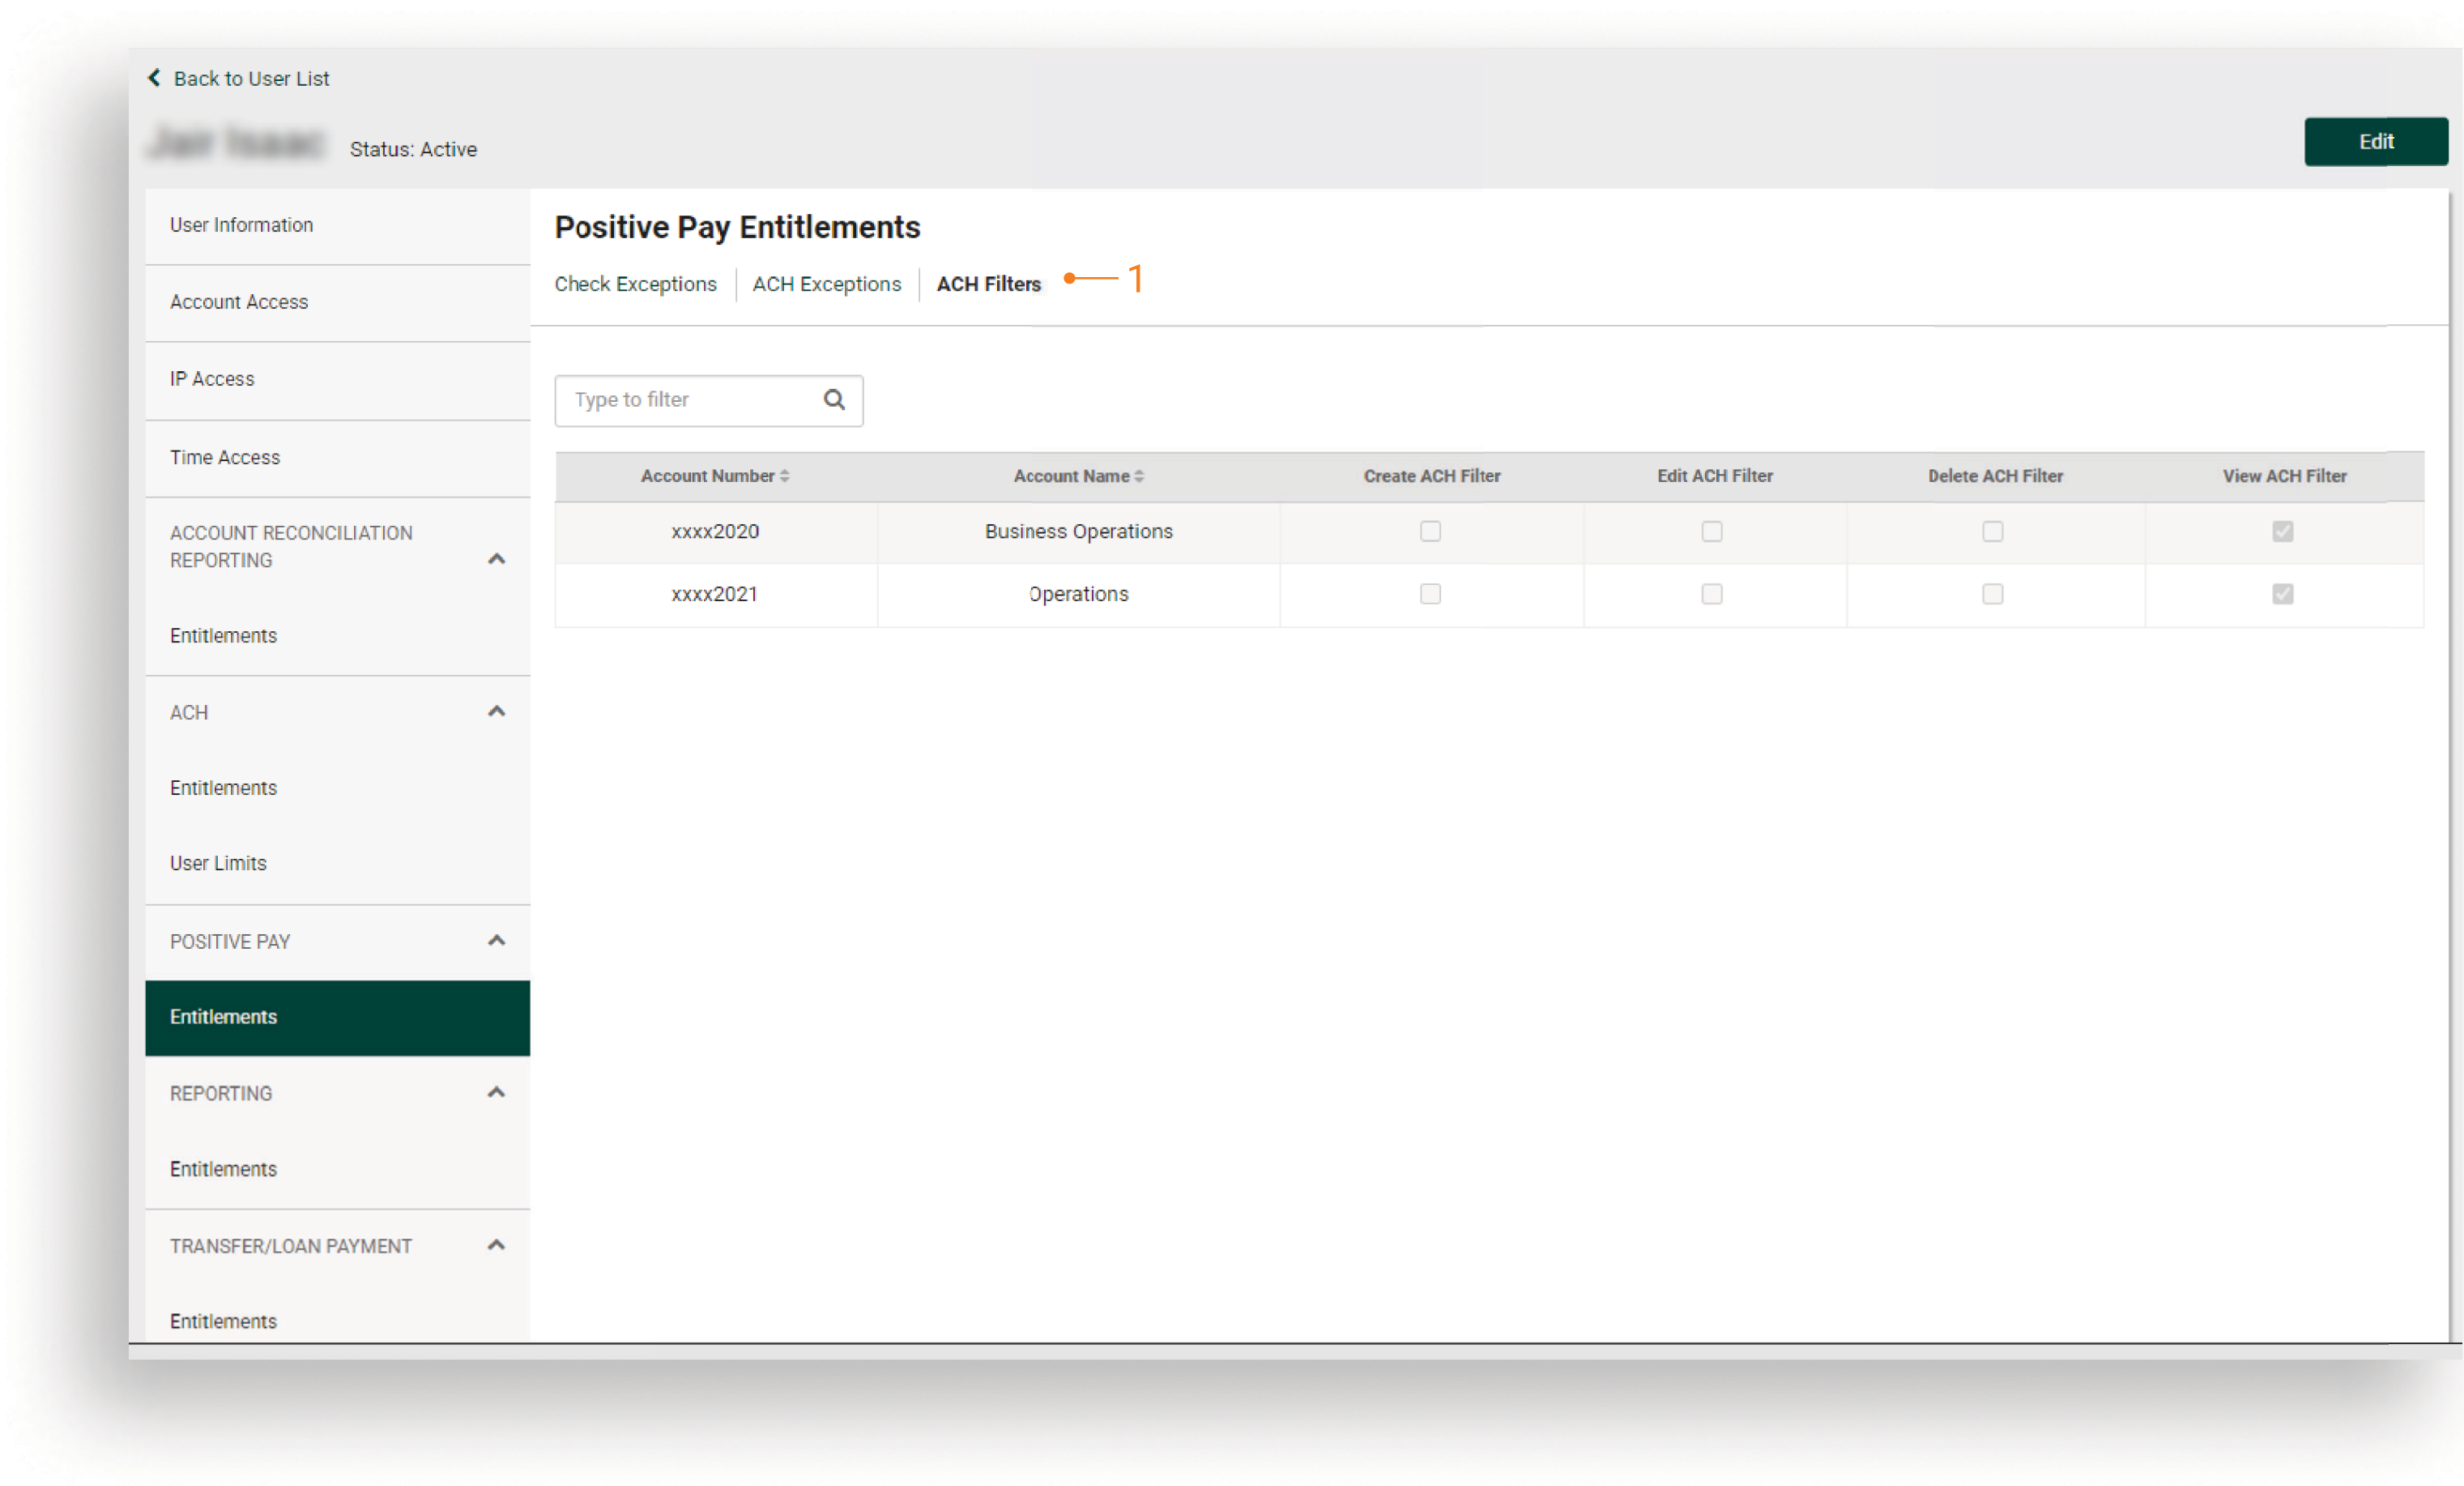 Back to User List
Status: Active
Edit
User Information
Account Access
IP Access
Time Access
ACCOUNT RECONCILIATION
REPORTING
Entitlements
ACH
Entitlements
User Limits
POSITIVE PAY
Entitlements
REPORTING
Entitlements
TRANSFER/LOAN PAYMENT
Entitlements
Positive Pay Entitlements
Check Exceptions ACH Exceptions ACH Filters 1
Type to filter
Account Number Account Name Create ACH Filter Edit ACH Filter Delete ACH Filter View ACH Filter
xxxx2020 Business Operations
xxxx2021 Operations